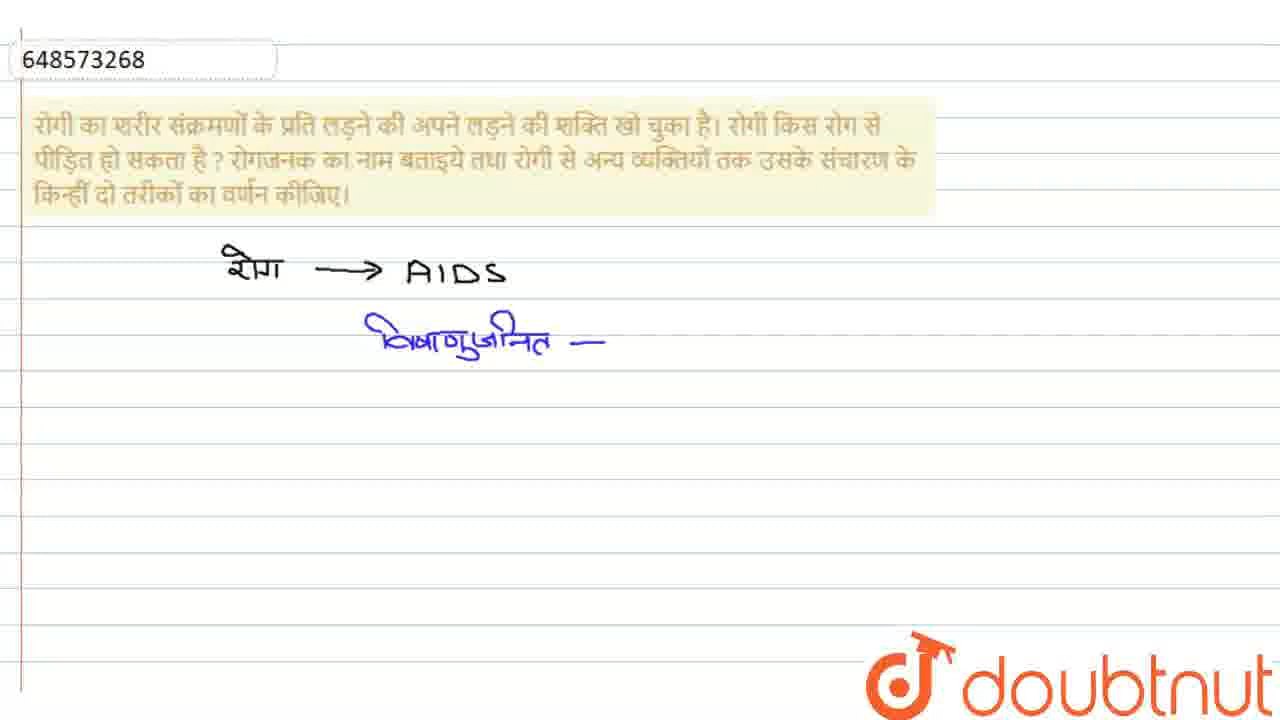 648573268
रोगी का शरीर संक्रमणों के प्रति लड़ने की अपने लड़ने की शक्ति खो चुका है। रोगी किस रोग से
पीड़ित हो सकता है ? रोगजनक का नाम बताइये तथा रोगी से अन्य व्यक्तियों तक उसके संचारण के
किन्हीं दो तरीकों का वर्णन कीजिए।
रोग → AIDS
विषाणुजनित —
doubtnut